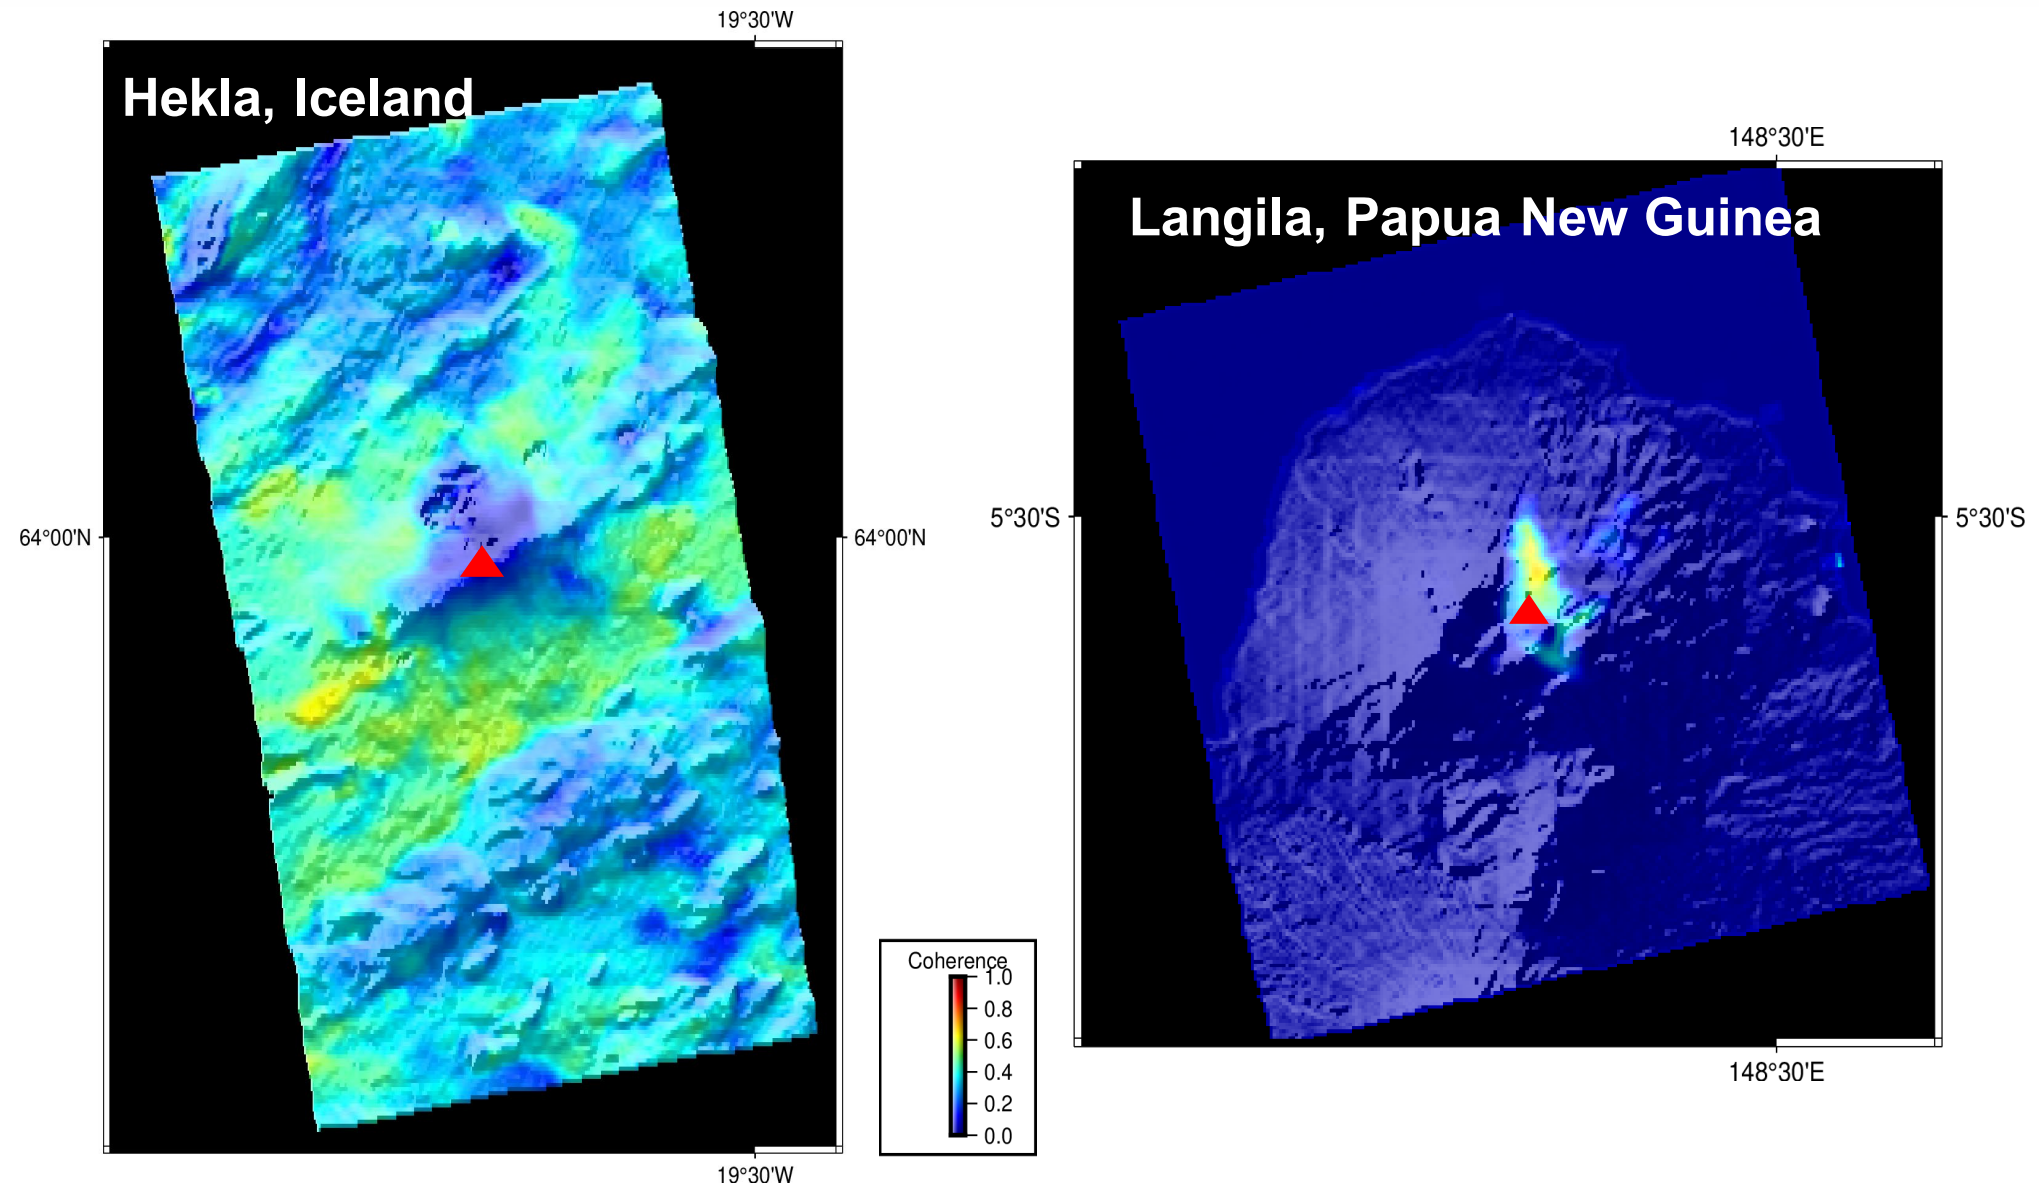 19°30'W
Hekla, Iceland
64°00'N
64°00'N
19°30'W
Coherence
1.0
0.8
0.6
0.4
0.2
0.0
148°30'E
Langila, Papua New Guinea
5°30'S
5°30'S
148°30'E